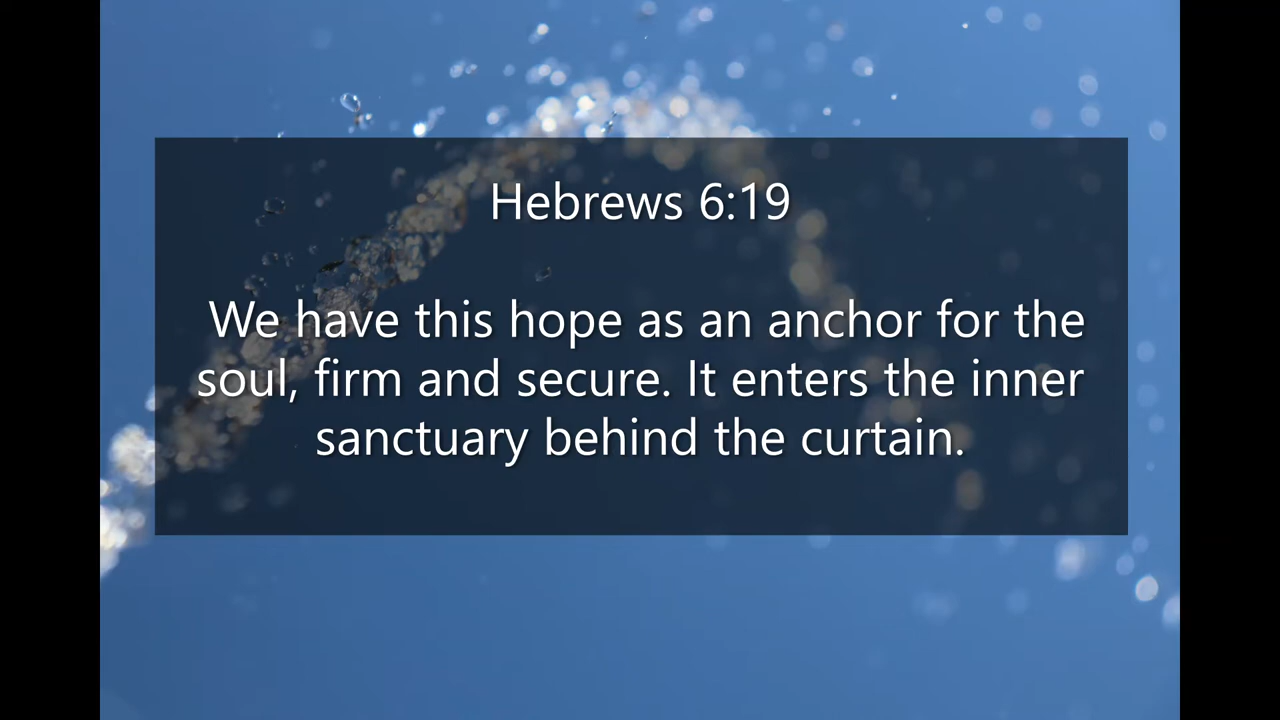 Hebrews 6:19
We have this hope as an anchor for the
soul, firm and secure. It enters the inner
sanctuary behind the curtain.